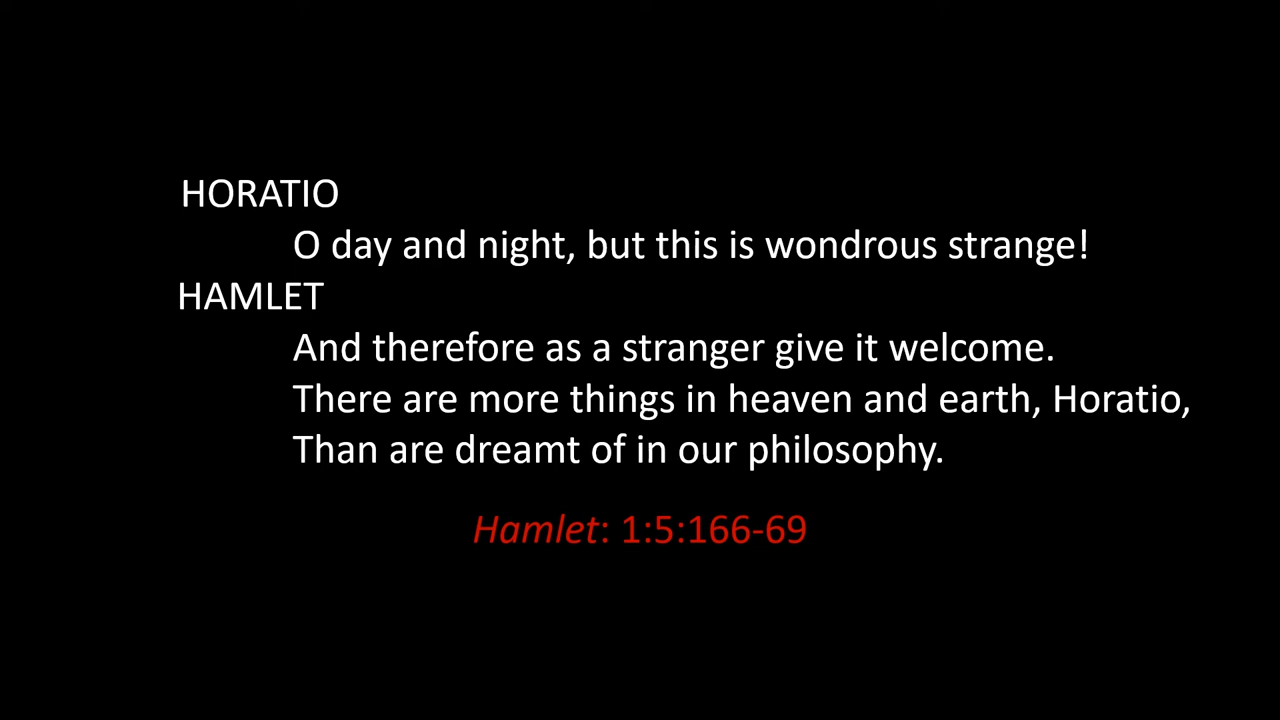 HORATIO
O day and night, but this is wondrous strange!
HAMLET
And therefore as a stranger give it welcome.
There are more things in heaven and earth, Horatio,
Than are dreamt of in our philosophy.
Hamlet: 1:5:166-69